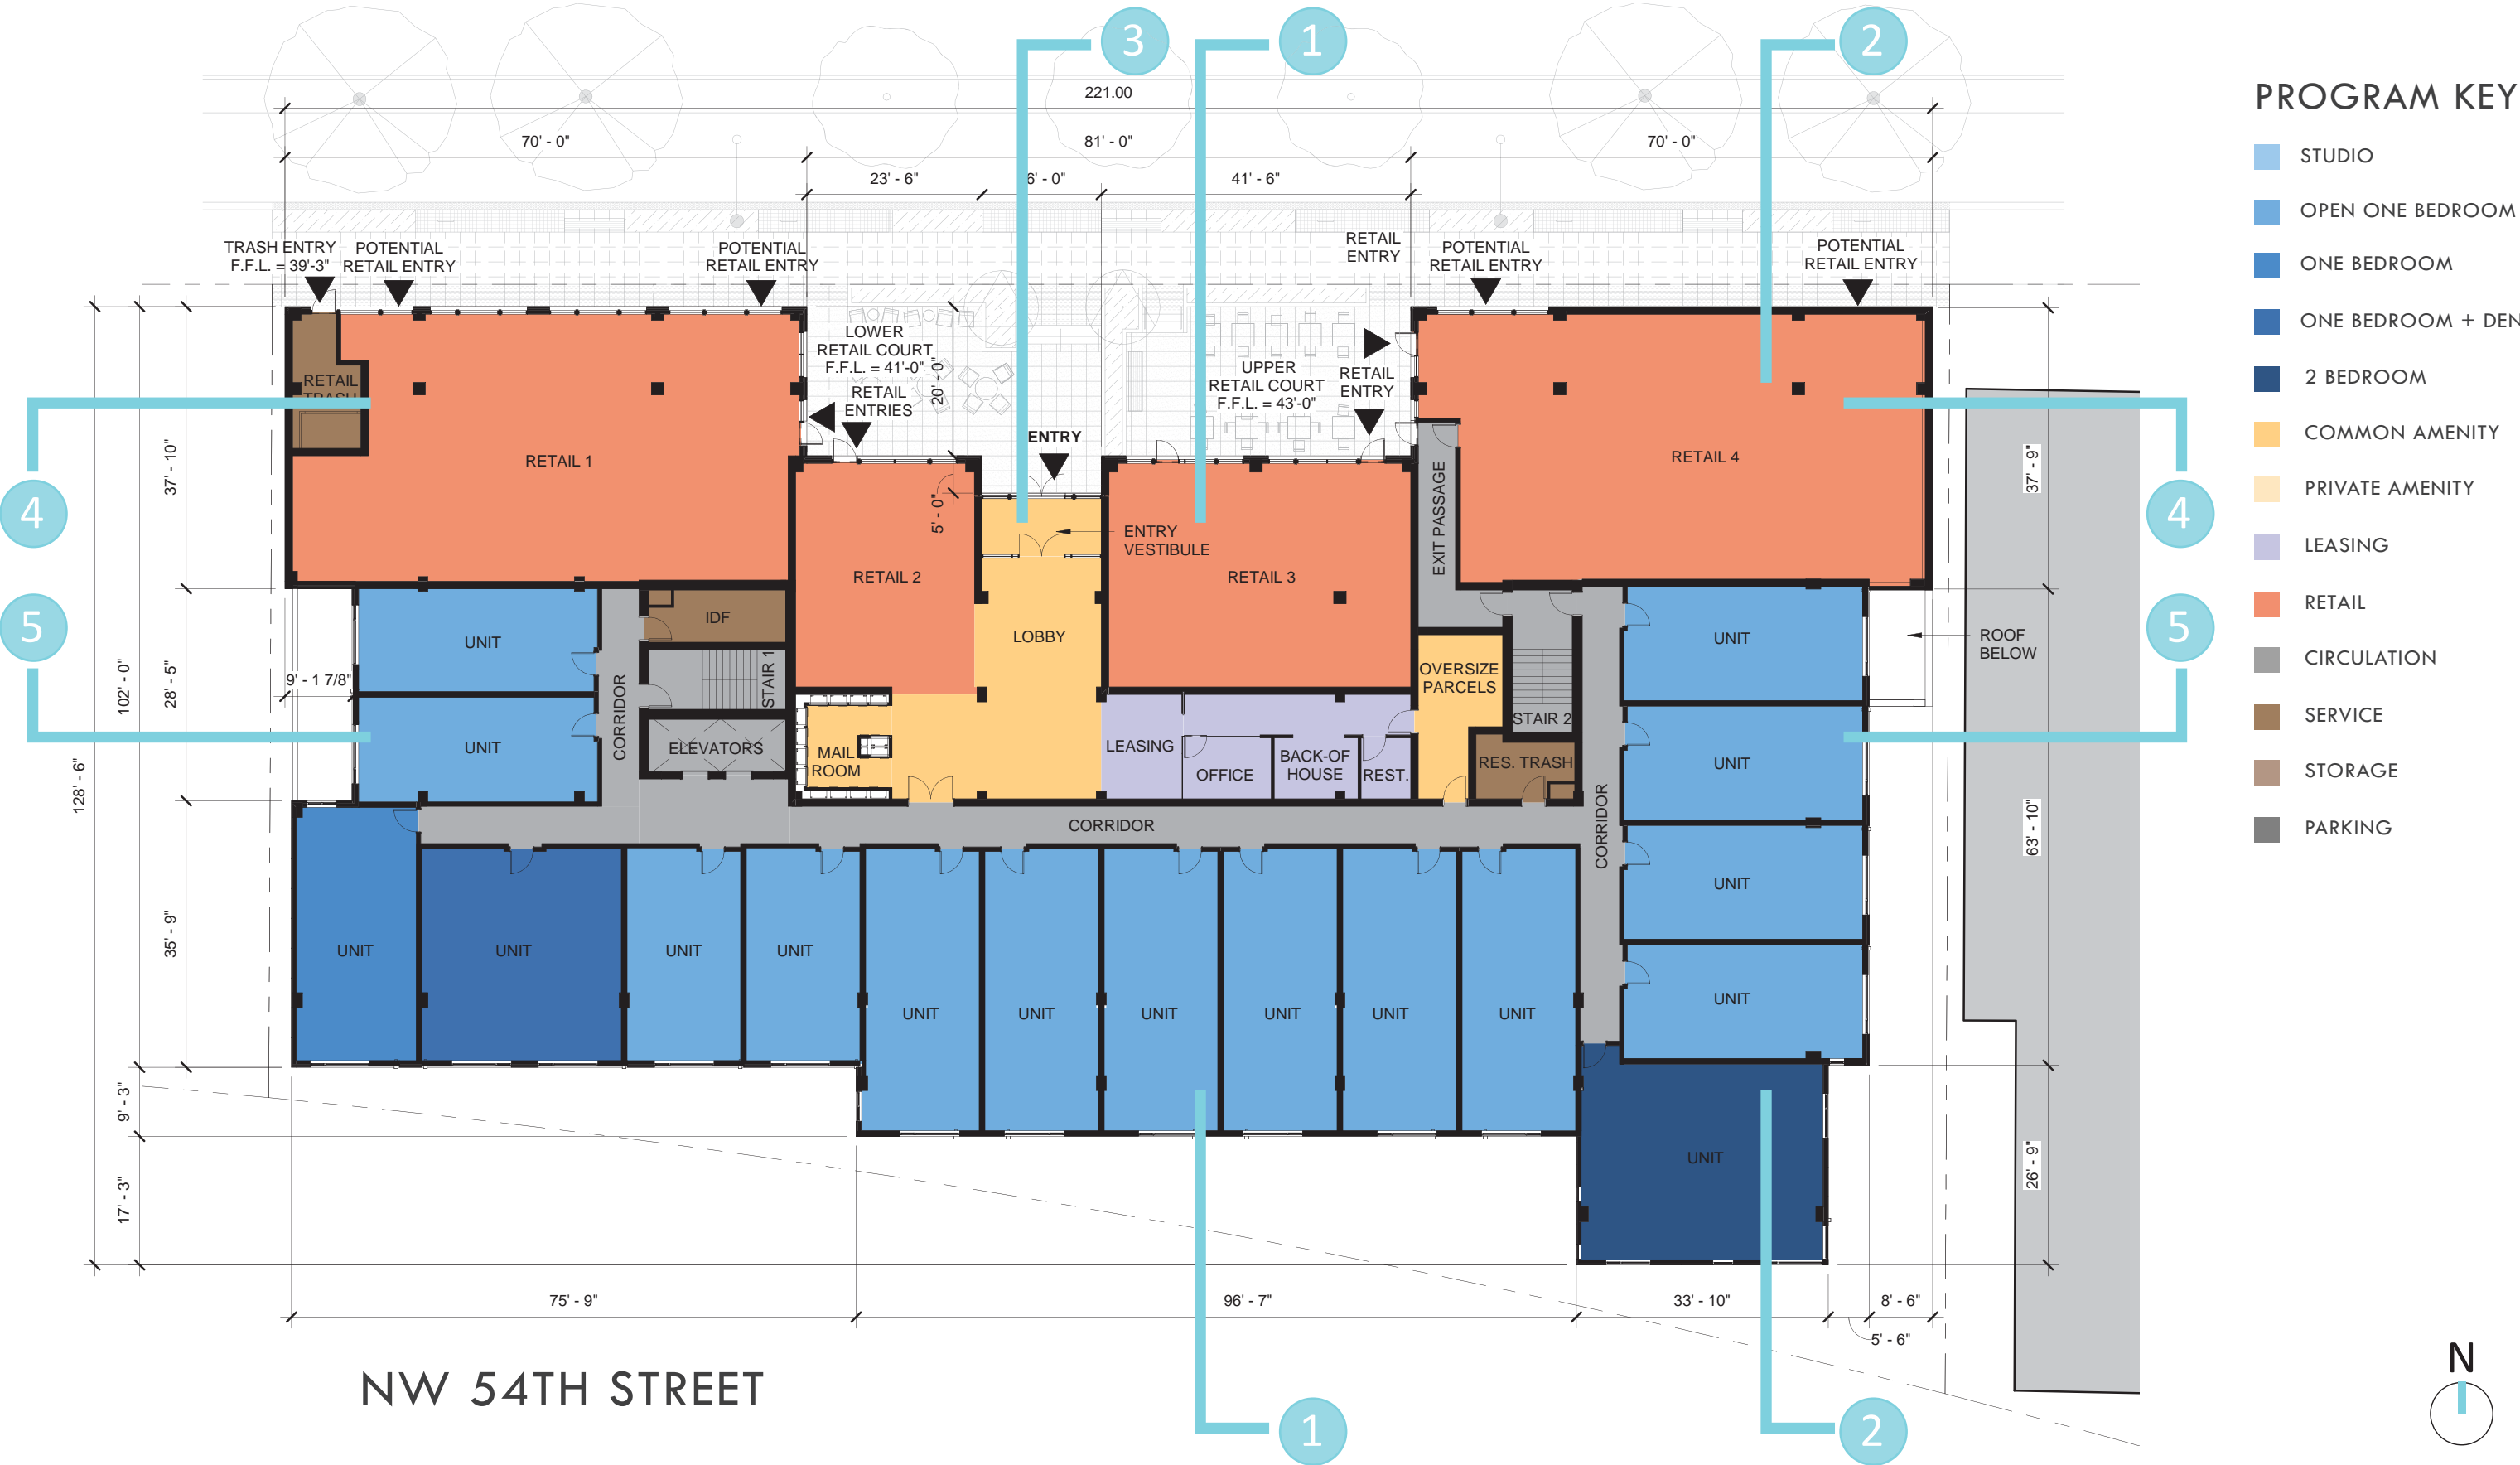 3
1
2
221.00
70' - 0"
81' - 0"
70' - 0"
23' - 6"
6' - 0"
41' - 6"
TRASH ENTRY
F.F.L. = 39'-3"
POTENTIAL
RETAIL ENTRY
POTENTIAL
RETAIL ENTRY
RETAIL
ENTRY
POTENTIAL
RETAIL ENTRY
POTENTIAL
RETAIL ENTRY
LOWER
RETAIL COURT
F.F.L. = 41'-0"
RETAIL
ENTRIES
20' - 0"
5' - 0"
UPPER
RETAIL COURT
F.F.L. = 43'-0"
RETAIL
ENTRY
ENTRY
RETAIL
TRASH
RETAIL 1
RETAIL 2
ENTRY
VESTIBULE
RETAIL 3
EXIT PASSAGE
RETAIL 4
4
4
5
5
37' - 10"
28' - 5"
35' - 9"
102' - 0"
128' - 6"
9' - 3"
17' - 3"
9' - 1 7/8"
37' - 9"
63' - 10"
26' - 9"
UNIT
UNIT
CORRIDOR
IDF
STAIR 1
ELEVATORS
LOBBY
MAIL
ROOM
LEASING
OFFICE
BACK-OF
HOUSE
REST.
OVERSIZE
PARCELS
STAIR 2
RES. TRASH
UNIT
UNIT
UNIT
UNIT
ROOF
BELOW
CORRIDOR
CORRIDOR
UNIT
UNIT
UNIT
UNIT
UNIT
UNIT
UNIT
UNIT
UNIT
UNIT
UNIT
75' - 9"
96' - 7"
33' - 10"
8' - 6"
5' - 6"
NW 54TH STREET
1
2
PROGRAM KEY
STUDIO
OPEN ONE BEDROOM
ONE BEDROOM
ONE BEDROOM + DEN
2 BEDROOM
COMMON AMENITY
PRIVATE AMENITY
LEASING
RETAIL
CIRCULATION
SERVICE
STORAGE
PARKING
N